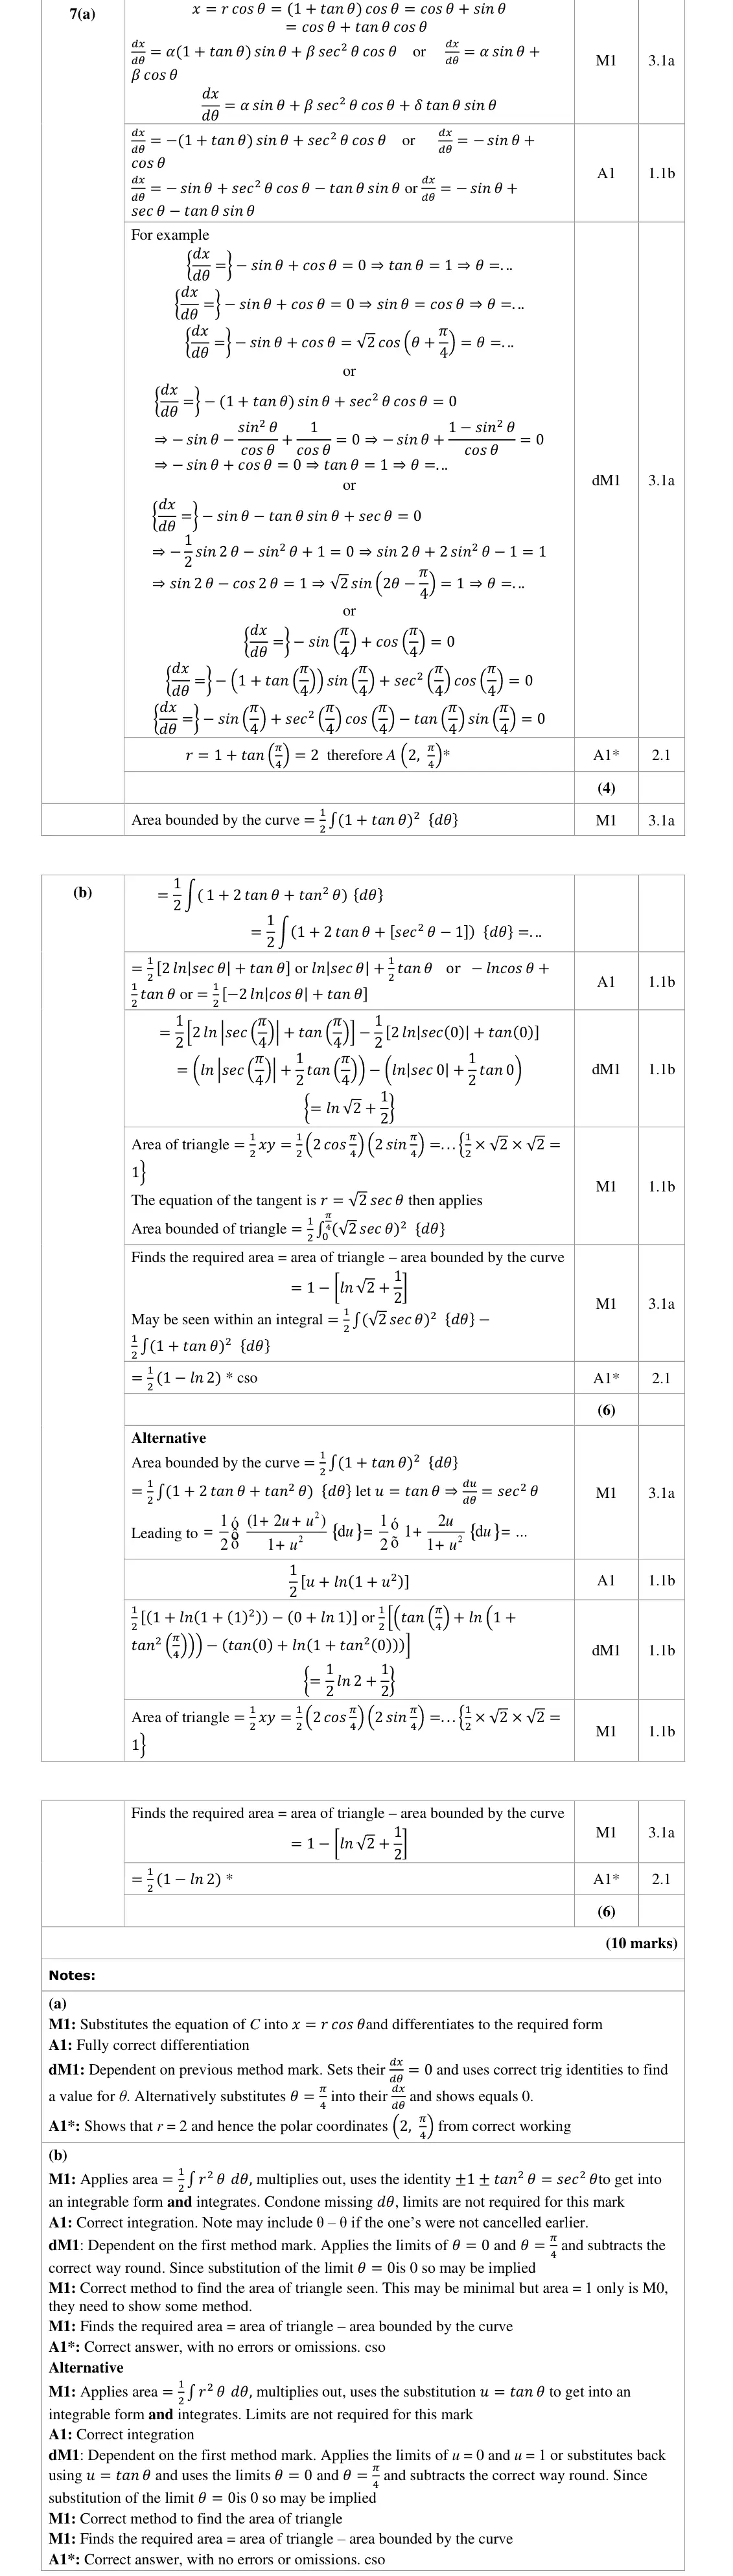 7(a)
x = r cos θ = (1 + tan θ) cos θ = cos θ + sin θ
= cos θ + tan θ cos θ
dx/dθ = α(1 + tan θ) sin θ + β sec² θ cos θ or dx/dθ = α sin θ +
β cos θ
dx/dθ = α sin θ + β sec² θ cos θ + δ tan θ sin θ
M1 3.1a
dx/dθ = −(1 + tan θ) sin θ + sec² θ cos θ or dx/dθ = − sin θ +
cos θ
dx/dθ = − sin θ + sec² θ cos θ − tan θ sin θ or dx/dθ = − sin θ +
sec θ − tan θ sin θ
A1 1.1b
For example
{dx/dθ =} − sin θ + cos θ = 0 ⇒ tan θ = 1 ⇒ θ =...
{dx/dθ =} − sin θ + cos θ = 0 ⇒ sin θ = cos θ ⇒ θ =...
{dx/dθ =} − sin θ + cos θ = √2 cos (θ + π/4) = θ =...
or
{dx/dθ =} − (1 + tan θ) sin θ + sec² θ cos θ = 0
⇒ − sin θ − sin² θ/cos θ + 1/cos θ = 0 ⇒ − sin θ + (1 − sin² θ)/cos θ = 0
⇒ − sin θ + cos θ = 0 ⇒ tan θ = 1 ⇒ θ =...
or
{dx/dθ =} − sin θ − tan θ sin θ + sec θ = 0
⇒ −1/2 sin 2θ − sin² θ + 1 = 0 ⇒ sin 2θ + 2 sin² θ − 1 = 1
⇒ sin 2θ − cos 2θ = 1 ⇒ √2 sin (2θ − π/4) = 1 ⇒ θ =...
or
{dx/dθ =} − sin (π/4) + cos (π/4) = 0
{dx/dθ =} − (1 + tan (π/4)) sin (π/4) + sec² (π/4) cos (π/4) = 0
{dx/dθ =} − sin (π/4) + sec² (π/4) cos (π/4) − tan (π/4) sin (π/4) = 0
dM1 3.1a
r = 1 + tan (π/4) = 2 therefore A (2, π/4)*
A1* 2.1
(4)
Area bounded by the curve = 1/2 ∫(1 + tan θ)² {dθ}
M1 3.1a
(b)
= 1/2 ∫( 1 + 2 tan θ + tan² θ) {dθ}
= 1/2 ∫(1 + 2 tan θ + [sec² θ − 1]) {dθ} =...
= 1/2 [2 ln|sec θ| + tan θ] or ln|sec θ| + 1/2 tan θ or − lncos θ +
1/2 tan θ or = 1/2 [−2 ln|cos θ| + tan θ]
A1 1.1b
= 1/2 [2 ln |sec (π/4)| + tan (π/4)] − 1/2 [2 ln|sec(0)| + tan(0)]
= (ln |sec (π/4)| + 1/2 tan (π/4)) − (ln|sec 0| + 1/2 tan 0)
{= ln √2 + 1/2}
dM1 1.1b
Area of triangle = 1/2 xy = 1/2 (2 cos π/4)(2 sin π/4) =...{1/2 × √2 × √2 =
1}
The equation of the tangent is r = √2 sec θ then applies
Area bounded of triangle = 1/2 ∫₀^(π/4) (√2 sec θ)² {dθ}
M1 1.1b
Finds the required area = area of triangle – area bounded by the curve
= 1 − [ln √2 + 1/2]
May be seen within an integral = 1/2 ∫(√2 sec θ)² {dθ} −
1/2 ∫(1 + tan θ)² {dθ}
M1 3.1a
= 1/2 (1 − ln 2) * cso
A1* 2.1
(6)
Alternative
Area bounded by the curve = 1/2 ∫(1 + tan θ)² {dθ}
= 1/2 ∫(1 + 2 tan θ + tan² θ) {dθ} let u = tan θ ⇒ du/dθ = sec² θ
Leading to = 1/2 ó õ (1+ 2u+ u²)/(1+ u²) {du}= 1/2 ó õ 1+ 2u/(1+ u²) {du}= ...
M1 3.1a
1/2 [u + ln(1 + u²)]
A1 1.1b
1/2 [(1 + ln(1 + (1)²)) − (0 + ln 1)] or 1/2 [(tan (π/4) + ln (1 +
tan² (π/4))) − (tan(0) + ln(1 + tan²(0)))]
{= 1/2 ln 2 + 1/2}
dM1 1.1b
Area of triangle = 1/2 xy = 1/2 (2 cos π/4)(2 sin π/4) =...{1/2 × √2 × √2 =
1}
M1 1.1b
Finds the required area = area of triangle – area bounded by the curve
= 1 − [ln √2 + 1/2]
M1 3.1a
= 1/2 (1 − ln 2) *
A1* 2.1
(6)
(10 marks)
Notes:
(a)
M1: Substitutes the equation of C into x = r cos θand differentiates to the required form
A1: Fully correct differentiation
dM1: Dependent on previous method mark. Sets their dx/dθ = 0 and uses correct trig identities to find
a value for θ. Alternatively substitutes θ = π/4 into their dx/dθ and shows equals 0.
A1*: Shows that r = 2 and hence the polar coordinates (2, π/4) from correct working
(b)
M1: Applies area = 1/2 ∫ r² θ dθ, multiplies out, uses the identity ±1 ± tan² θ = sec² θto get into
an integrable form and integrates. Condone missing dθ, limits are not required for this mark
A1: Correct integration. Note may include θ – θ if the one's were not cancelled earlier.
dM1: Dependent on the first method mark. Applies the limits of θ = 0 and θ = π/4 and subtracts the
correct way round. Since substitution of the limit θ = 0is 0 so may be implied
M1: Correct method to find the area of triangle seen. This may be minimal but area = 1 only is M0,
they need to show some method.
M1: Finds the required area = area of triangle – area bounded by the curve
A1*: Correct answer, with no errors or omissions. cso
Alternative
M1: Applies area = 1/2 ∫ r² θ dθ, multiplies out, uses the substitution u = tan θ to get into an
integrable form and integrates. Limits are not required for this mark
A1: Correct integration
dM1: Dependent on the first method mark. Applies the limits of u = 0 and u = 1 or substitutes back
using u = tan θ and uses the limits θ = 0 and θ = π/4 and subtracts the correct way round. Since
substitution of the limit θ = 0is 0 so may be implied
M1: Correct method to find the area of triangle
M1: Finds the required area = area of triangle – area bounded by the curve
A1*: Correct answer, with no errors or omissions. cso